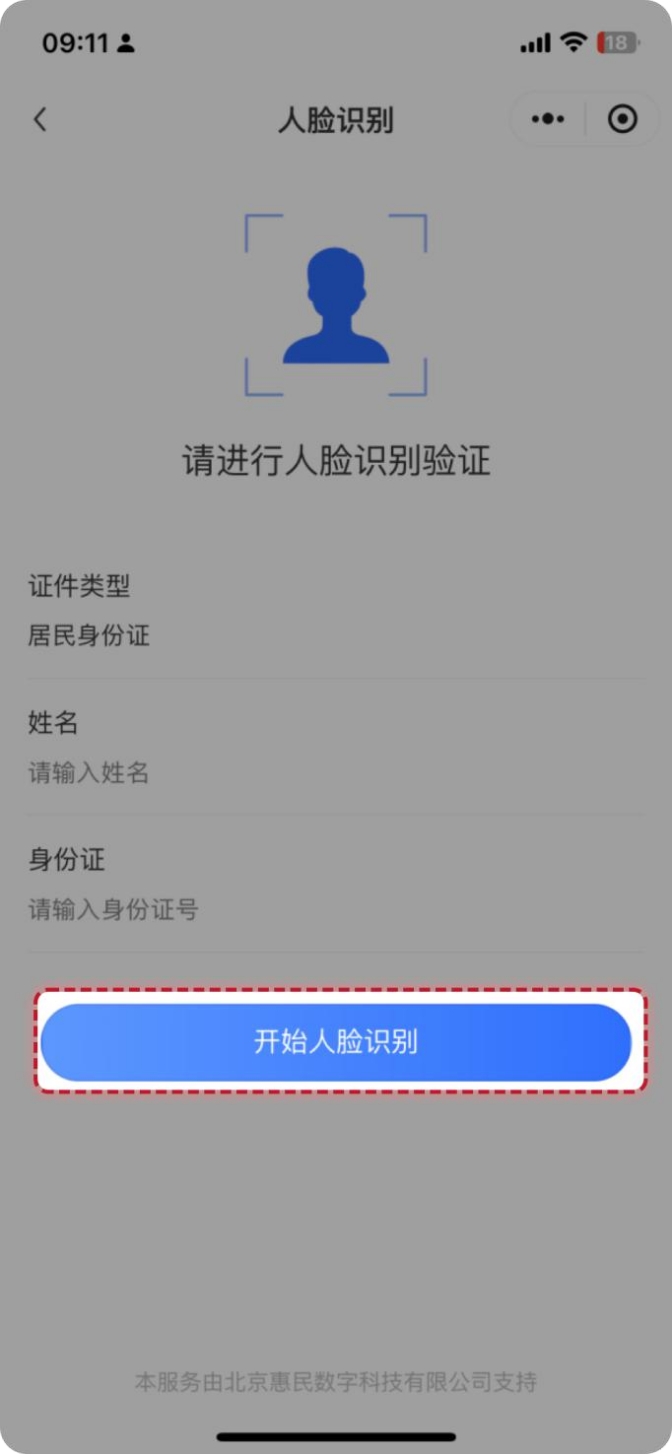 09:11
18
人脸识别
请进行人脸识别验证
证件类型
居民身份证
姓名
请输入姓名
身份证
请输入身份证号
开始人脸识别
本服务由北京惠民数字科技有限公司支持